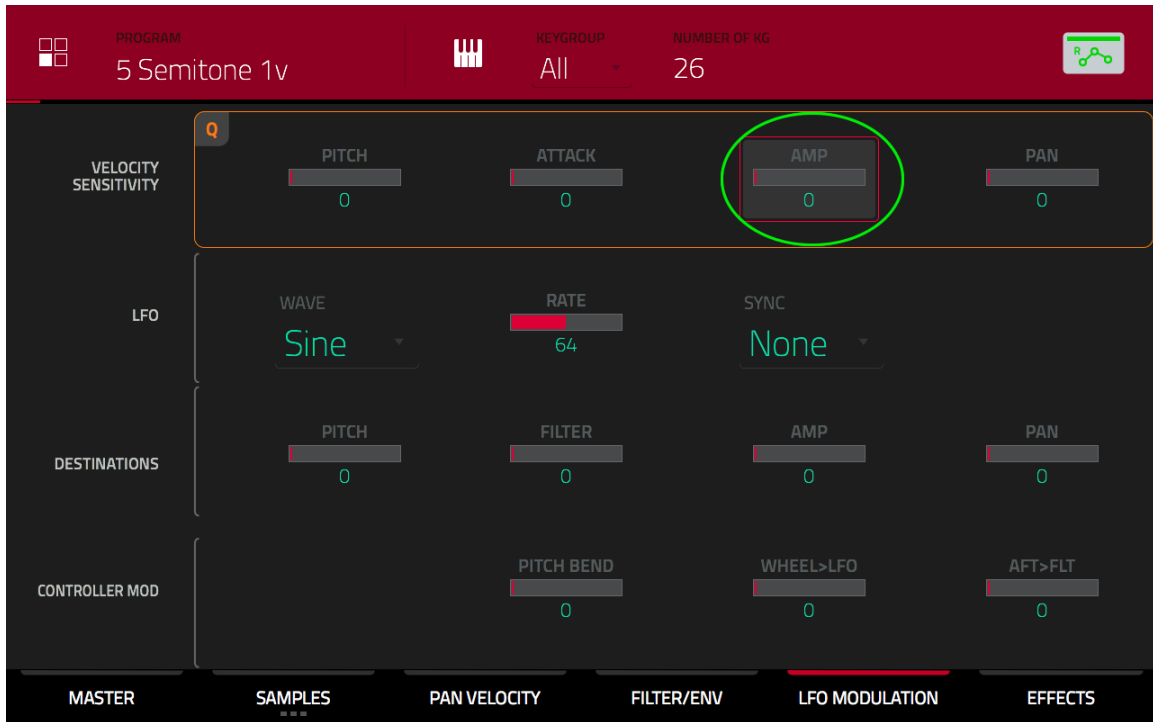 PROGRAM
5 Semitone 1v
KEYGROUP
All
NUMBER OF KG
26
R
Q
VELOCITY
SENSITIVITY
PITCH
0
ATTACK
0
AMP
0
PAN
0
LFO
WAVE
Sine
RATE
64
SYNC
None
DESTINATIONS
PITCH
0
FILTER
0
AMP
0
PAN
0
CONTROLLER MOD
PITCH BEND
0
WHEEL>LFO
0
AFT>FLT
0
MASTER
SAMPLES
PAN VELOCITY
FILTER/ENV
LFO MODULATION
EFFECTS